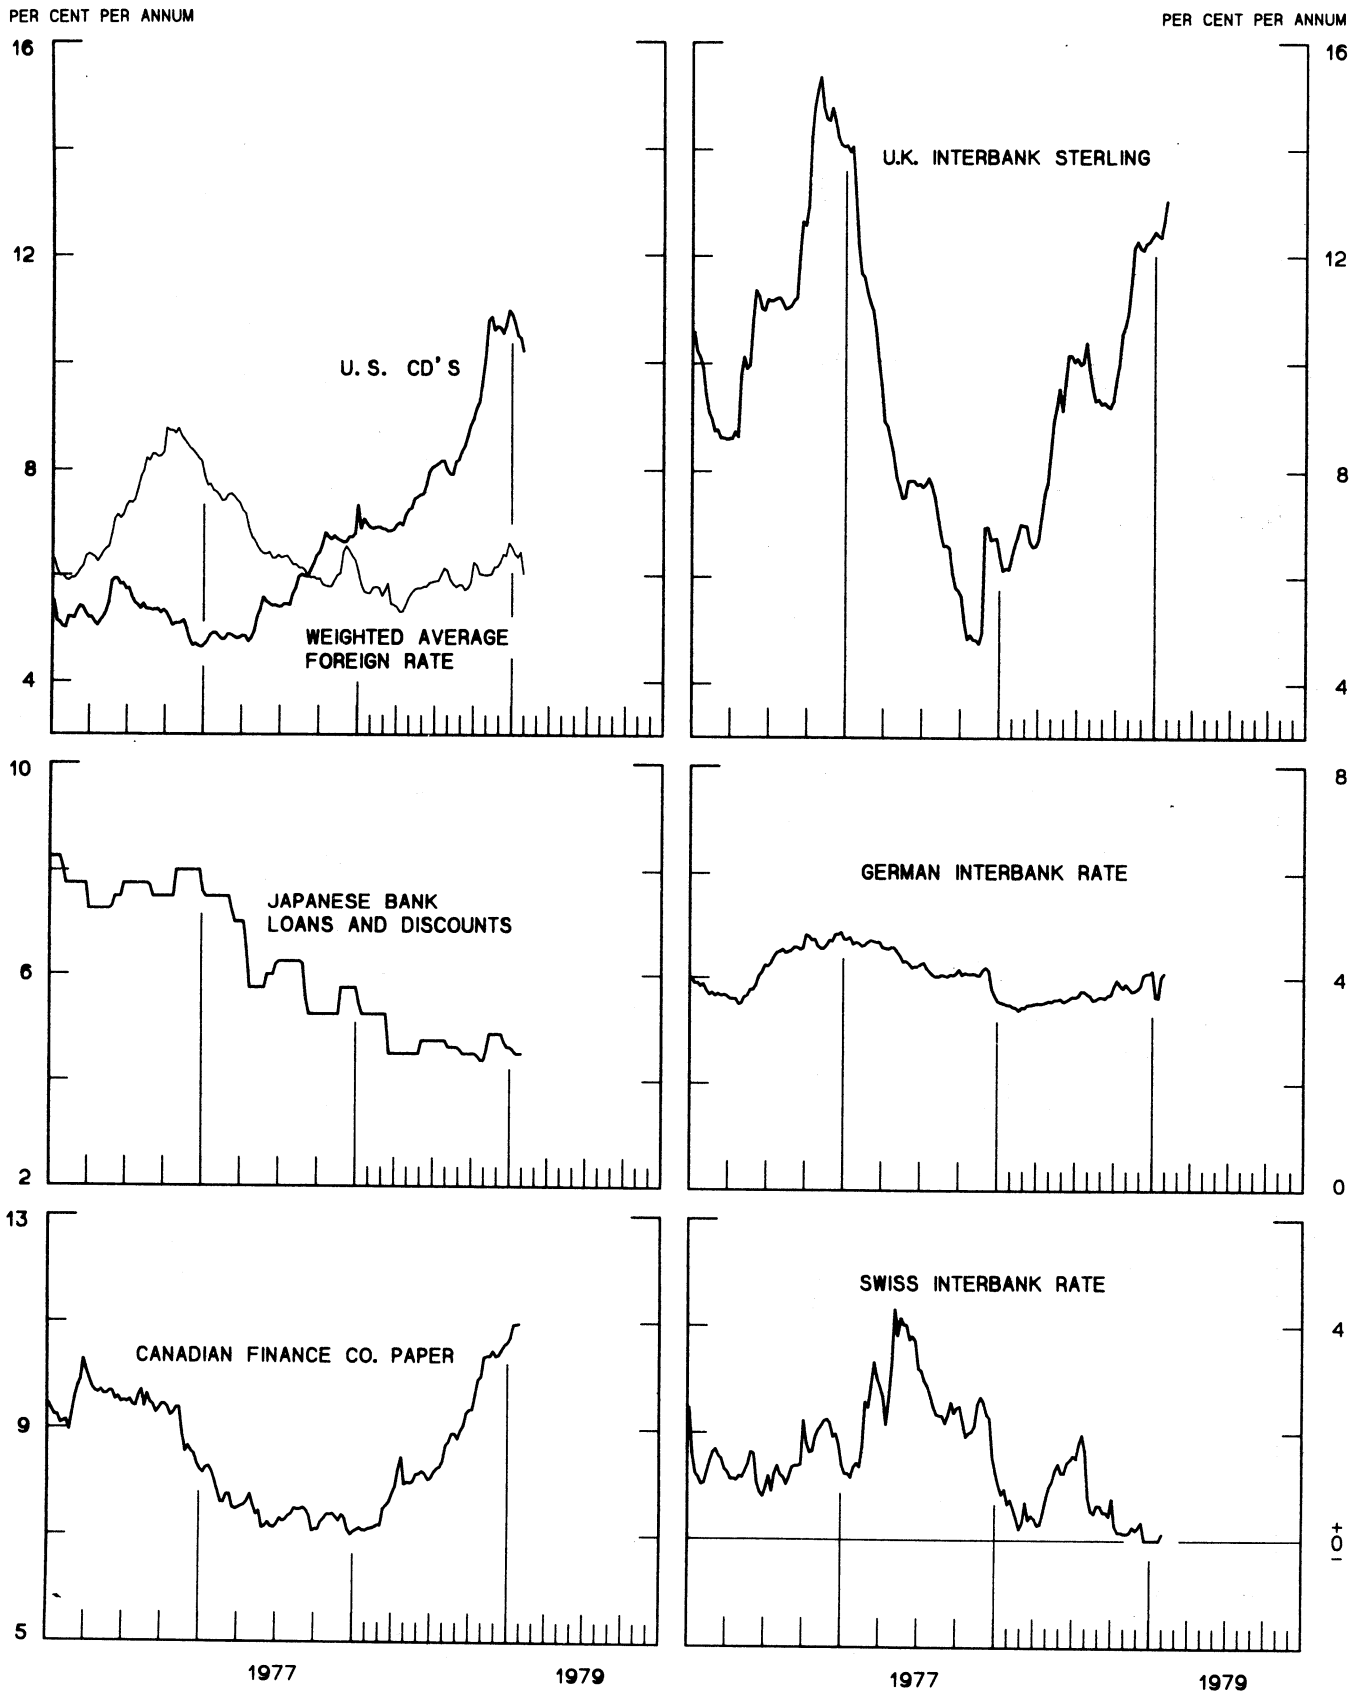 PER CENT PER ANNUM
PER CENT PER ANNUM
16
12
8
4
U.S. CD'S
WEIGHTED AVERAGE
FOREIGN RATE
16
12
8
4
U.K. INTERBANK STERLING
10
6
2
JAPANESE BANK
LOANS AND DISCOUNTS
8
4
0
GERMAN INTERBANK RATE
13
9
5
CANADIAN FINANCE CO. PAPER
4
+
0
−
SWISS INTERBANK RATE
1977
1979
1977
1979